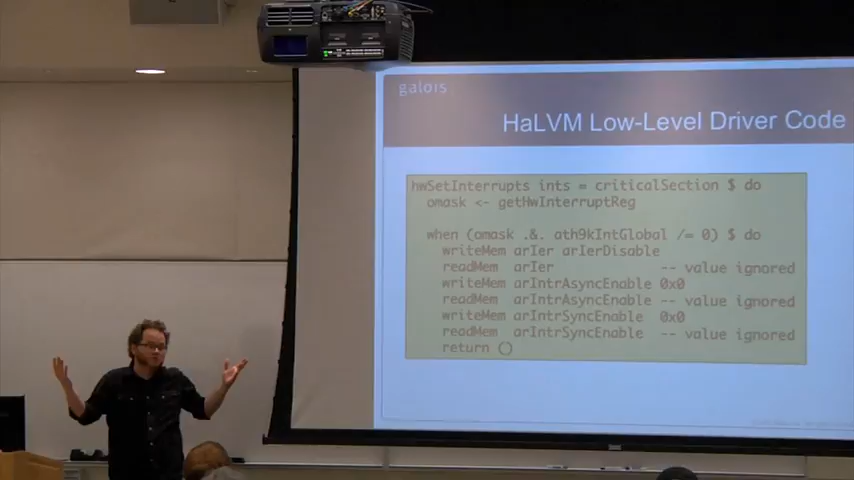 galois
HaLVM Low-Level Driver Code
hwSetInterrupts ints = criticalSection $ do
omask <- getHwInterruptReg
when (omask .&. ath9kIntGlobal /= 0) $ do
writeMem arIer arIerDisable
readMem arIer -- value ignored
writeMem arIntrAsyncEnable 0x0
readMem arIntrAsyncEnable -- value ignored
writeMem arIntrSyncEnable 0x0
readMem arIntrSyncEnable -- value ignored
return ()